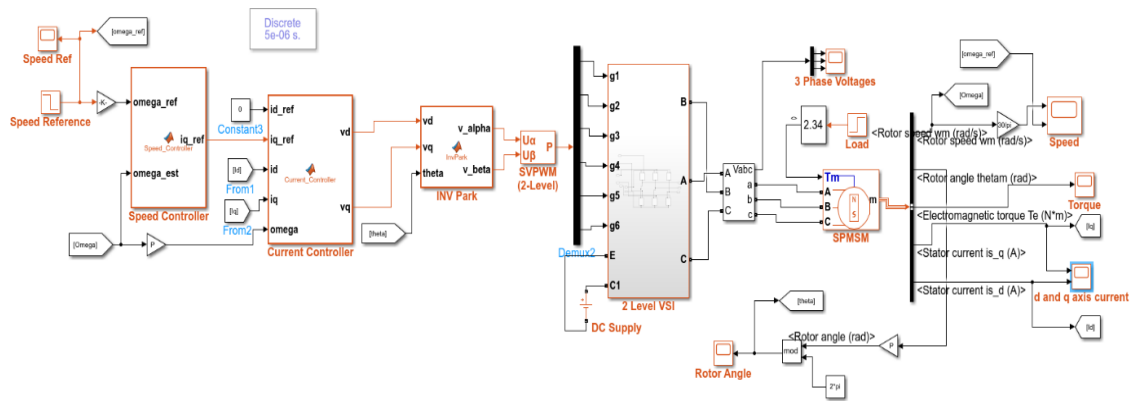 [omega_ref]
Speed Ref
Discrete
5e-06 s.
Speed Reference
-K-
omega_ref
iq_ref
Speed_Controller
omega_est
Speed Controller
[Omega]
P
0
Constant3
[Id]
From1
[Iq]
From2
id_ref
iq_ref
id
iq
omega
vd
vq
Current_Controller
Current Controller
[theta]
vd
vq
theta
v_alpha
v_beta
InvPark
INV Park
Uα
Uβ
P
SVPWM
(2-Level)
Demux2
g1
g2
g3
g4
g5
g6
E
C1
B
A
C
2 Level VSI
DC Supply
Vabc
A
B
C
a
b
c
3 Phase Voltages
2.34
Load
Tm
A
B
C
m
N
S
SPMSM
[omega_ref]
[Omega]
30/pi
Speed
<Rotor speed wm (rad/s)>
<Rotor speed wm (rad/s)>
<Rotor angle thetam (rad)>
Torque
<Electromagnetic torque Te (N*m)>
[Iq]
<Stator current is_q (A)>
<Stator current is_d (A)>
d and q axis current
[Id]
[theta]
<Rotor angle (rad)>
P
mod
2*pi
Rotor Angle